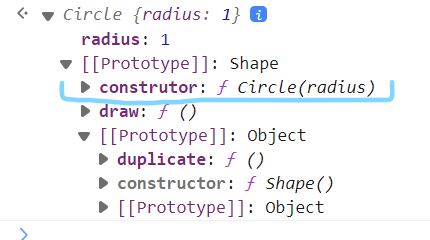 Circle {radius: 1} i
radius: 1
[[Prototype]]: Shape
construtor: ƒ Circle(radius)
draw: ƒ ()
[[Prototype]]: Object
duplicate: ƒ ()
constructor: ƒ Shape()
[[Prototype]]: Object